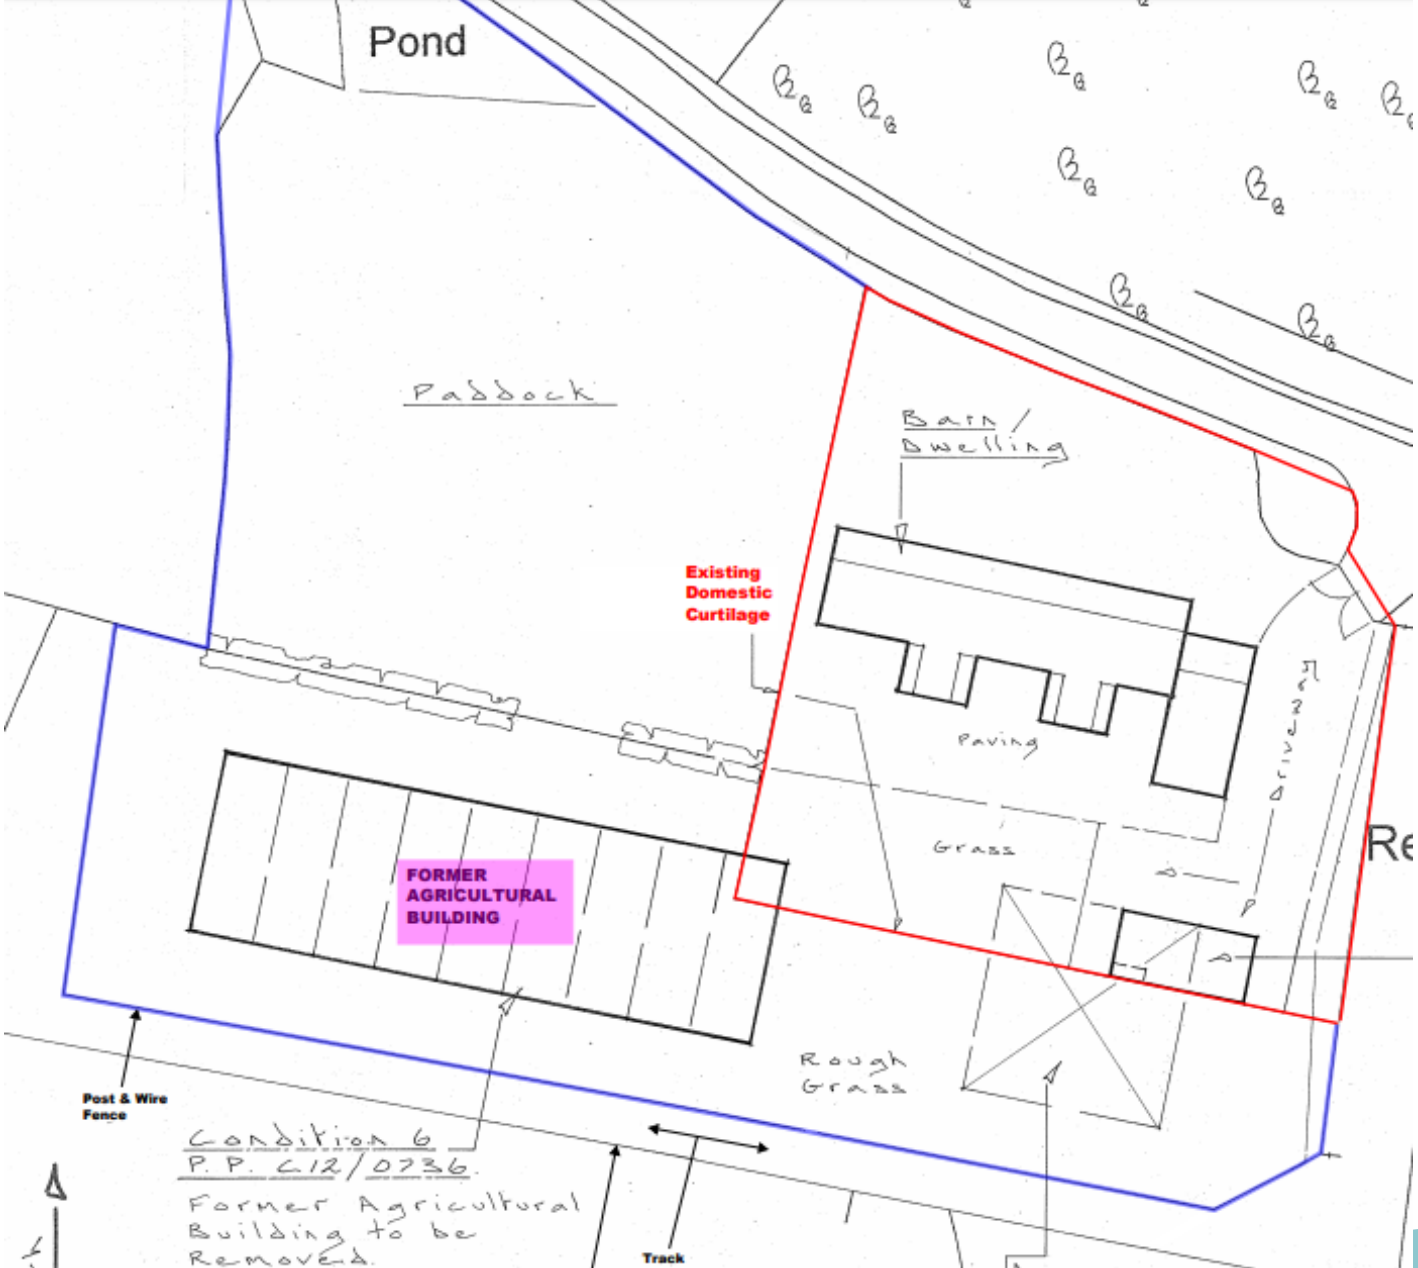 Pond
Paddock
Barn /
Dwelling
Existing
Domestic
Curtilage
Paving
Grass
Drive
Re
FORMER
AGRICULTURAL
BUILDING
Rough
Grass
Post & Wire
Fence
Condition 6
P. P. C12/0736.
Former Agricultural
Building to be
Removed.
Track